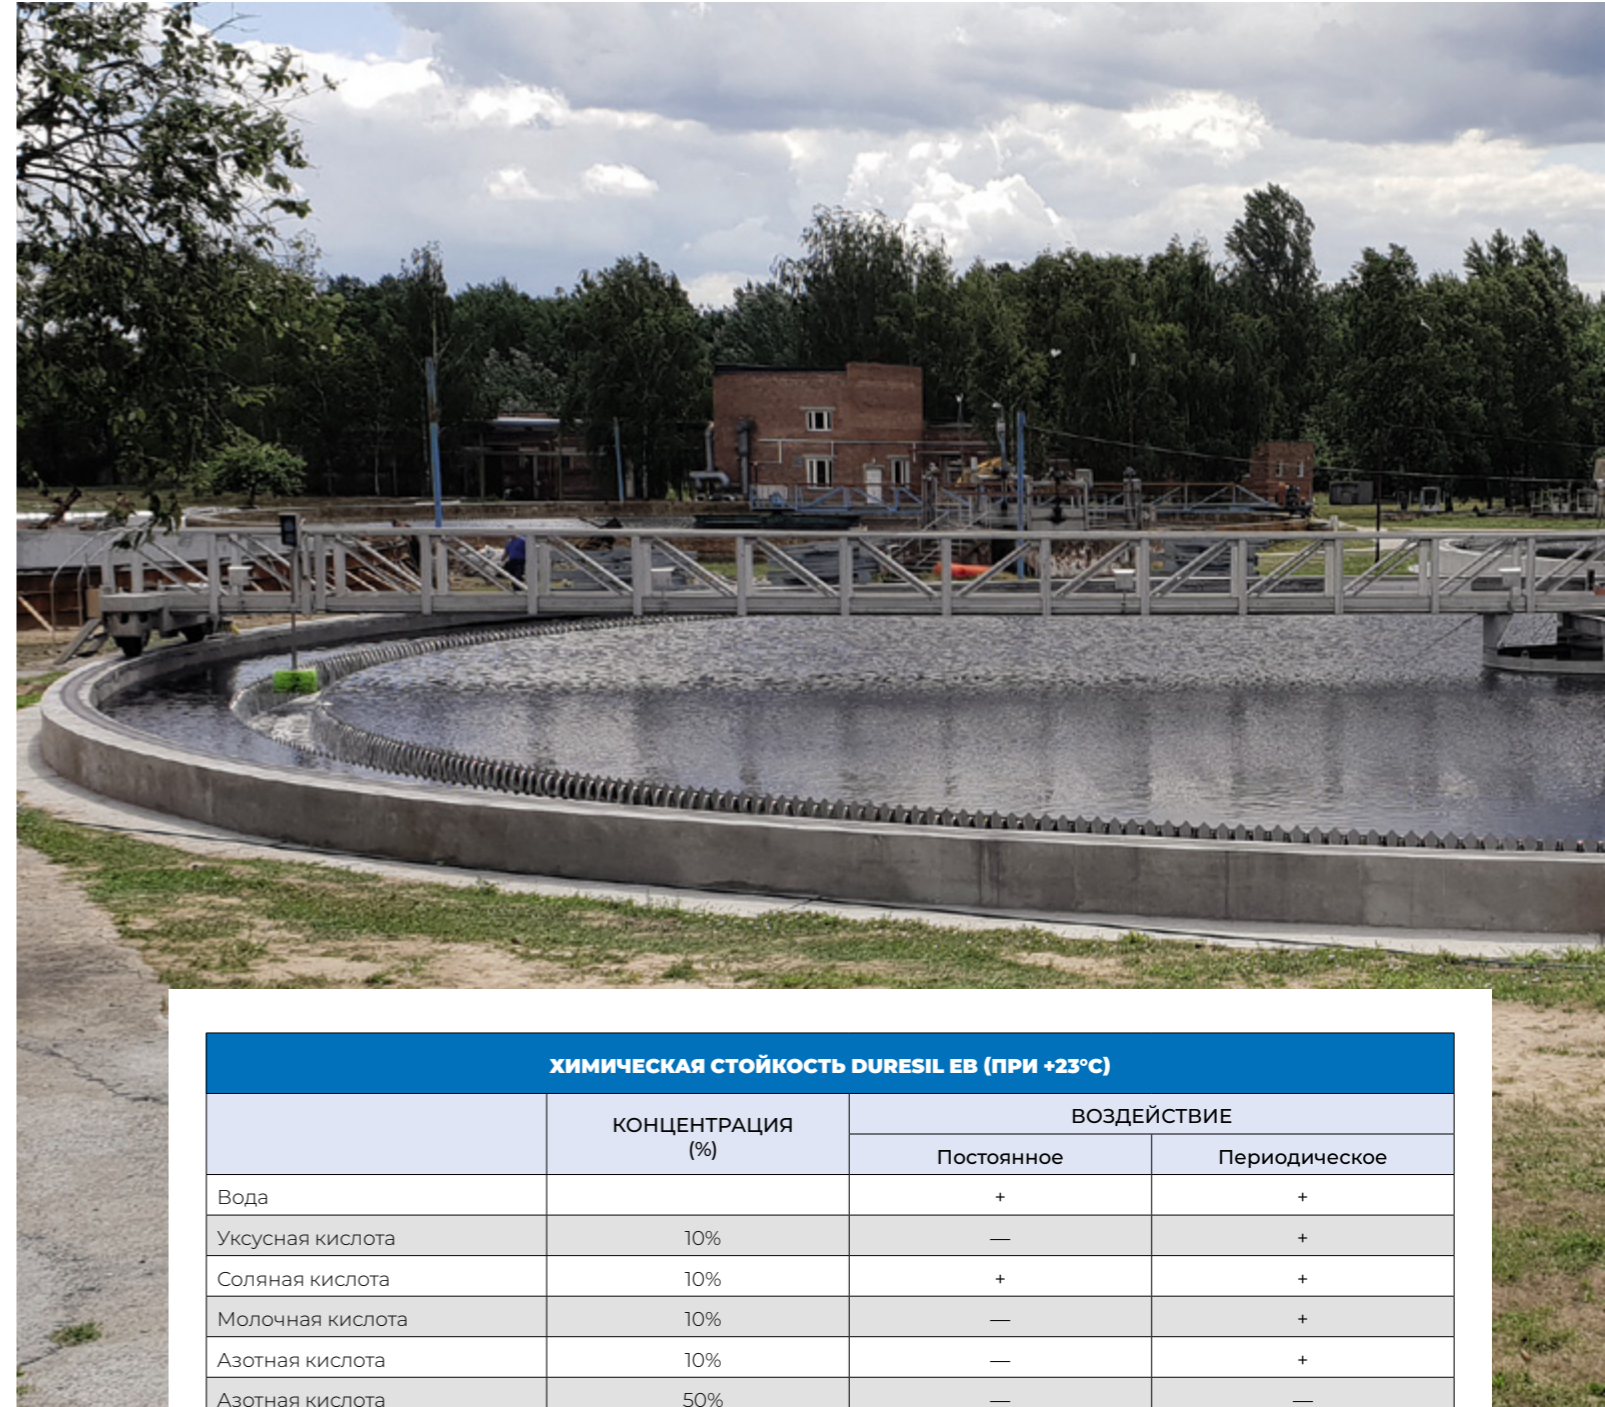 ХИМИЧЕСКАЯ СТОЙКОСТЬ DURESIL EB (ПРИ +23°С)
КОНЦЕНТРАЦИЯ (%) ВОЗДЕЙСТВИЕ
Постоянное Периодическое
Вода + +
Уксусная кислота 10% — +
Соляная кислота 10% + +
Молочная кислота 10% — +
Азотная кислота 10% — +
Азотная кислота 50% — —